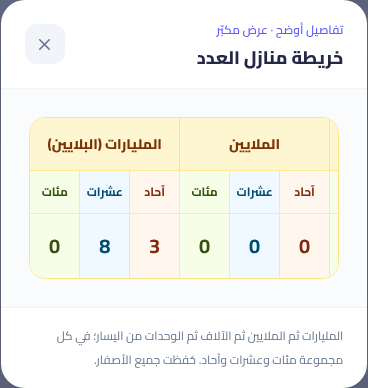 تفاصيل أوضح · عرض مكبّر
خريطة منازل العدد
الملايين المليارات (البلايين)
آحاد عشرات مئات آحاد عشرات مئات
0 0 0 3 8 0
المليارات ثم الملايين ثم الآلاف ثم الوحدات من اليسار؛ في كل
مجموعة مئات وعشرات وآحاد. حُفظت جميع الأصفار.